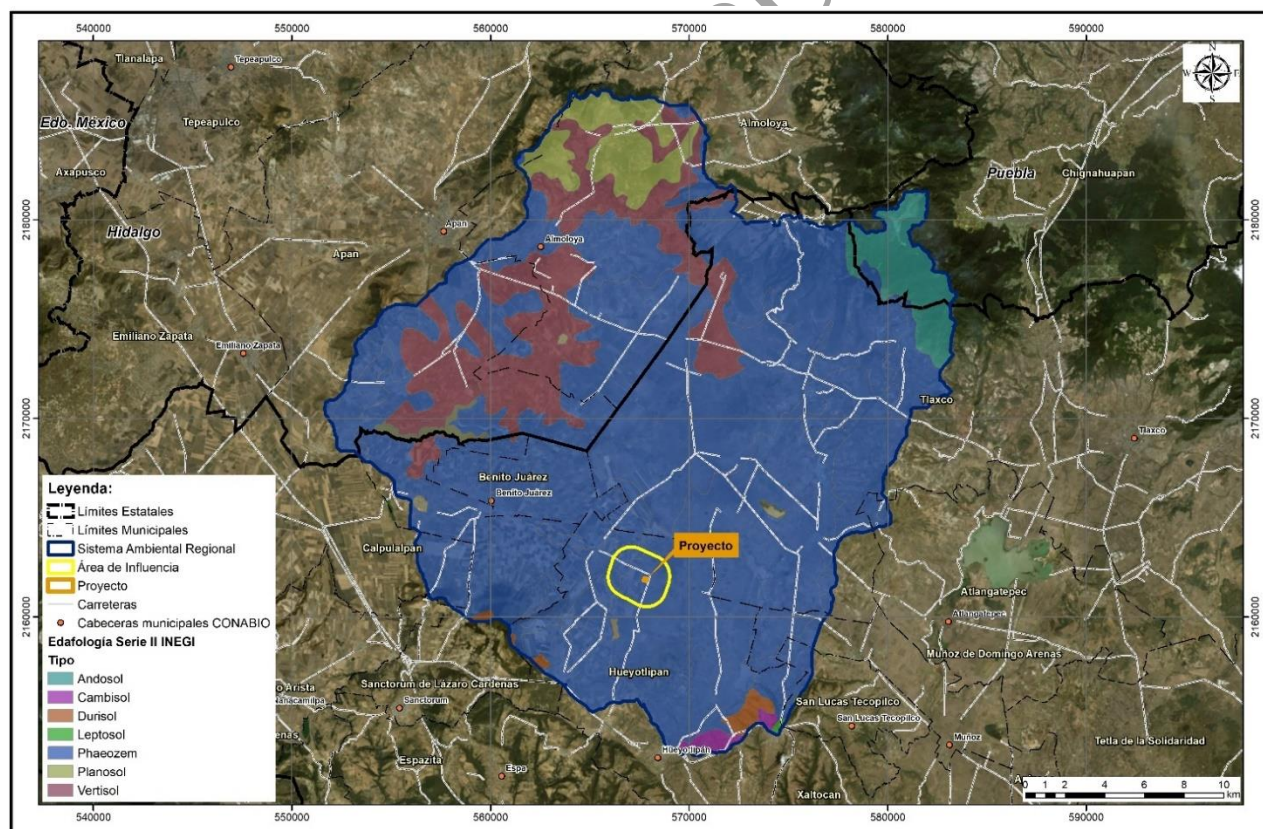 540000 550000 560000 570000 580000 590000
Tlanalapa
Tepeapulco
N
W E
S
Edo. México
Tepeapulco
Almoloya
Puebla
Axapusco
Chignahuapan
2180000
2180000
Hidalgo
Apan
Almoloya
Apan
Emiliano Zapata
Emiliano Zapata
Tlaxco
2170000
2170000
Tlaxco
Benito Juárez
Benito Juárez
Calpulalpan
Proyecto
Atlangatepec
Atlangatepec
2160000
2160000
Muñoz de Domingo Arenas
Hueyotlipan
Sanctorum de Lázaro Cárdenas
San Lucas Tecopilco
Sanctorum
San Lucas Tecopilco
Muñoz
Tetla de la Solidaridad
Hueyotlipán
Españita
Espa
Xaltocan
Leyenda:
Límites Estatales
Límites Municipales
Sistema Ambiental Regional
Área de Influencia
Proyecto
Carreteras
Cabeceras municipales CONABIO
Edafología Serie II INEGI
Tipo
Andosol
Cambisol
Durisol
Leptosol
Phaeozem
Planosol
Vertisol
0 1 2 4 6 8 10
km
540000 550000 560000 570000 580000 590000